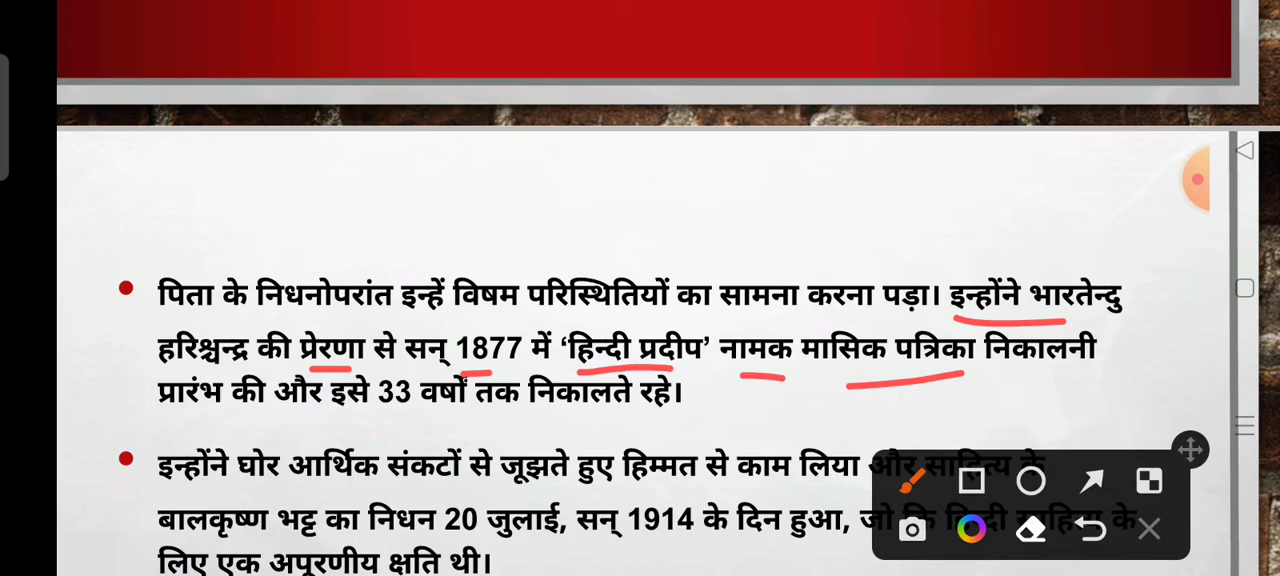 पिता के निधनोपरांत इन्हें विषम परिस्थितियों का सामना करना पड़ा। इन्होंने भारतेन्दु
हरिश्चन्द्र की प्रेरणा से सन् 1877 में ‘हिन्दी प्रदीप’ नामक मासिक पत्रिका निकालनी
प्रारंभ की और इसे 33 वर्षों तक निकालते रहे।
इन्होंने घोर आर्थिक संकटों से जूझते हुए हिम्मत से काम लिया और साहित्य के
बालकृष्ण भट्ट का निधन 20 जुलाई, सन् 1914 के दिन हुआ, जो कि हिन्दी साहित्य के
लिए एक अपूरणीय क्षति थी।